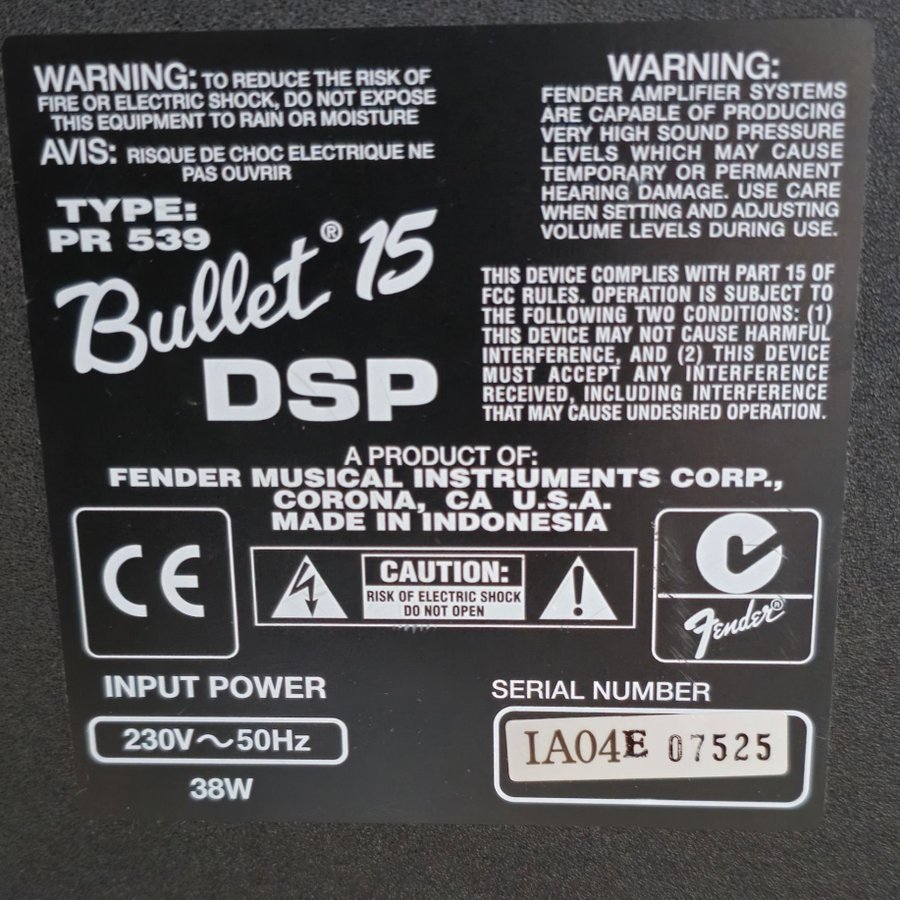 WARNING: TO REDUCE THE RISK OF
FIRE OR ELECTRIC SHOCK, DO NOT EXPOSE
THIS EQUIPMENT TO RAIN OR MOISTURE
AVIS: RISQUE DE CHOC ELECTRIQUE NE
PAS OUVRIR
TYPE:
PR 539
Bullet® 15
DSP
WARNING:
FENDER AMPLIFIER SYSTEMS
ARE CAPABLE OF PRODUCING
VERY HIGH SOUND PRESSURE
LEVELS WHICH MAY CAUSE
TEMPORARY OR PERMANENT
HEARING DAMAGE. USE CARE
WHEN SETTING AND ADJUSTING
VOLUME LEVELS DURING USE.
THIS DEVICE COMPLIES WITH PART 15 OF
FCC RULES. OPERATION IS SUBJECT TO
THE FOLLOWING TWO CONDITIONS: (1)
THIS DEVICE MAY NOT CAUSE HARMFUL
INTERFERENCE, AND (2) THIS DEVICE
MUST ACCEPT ANY INTERFERENCE
RECEIVED, INCLUDING INTERFERENCE
THAT MAY CAUSE UNDESIRED OPERATION.
A PRODUCT OF:
FENDER MUSICAL INSTRUMENTS CORP.,
CORONA, CA U.S.A.
MADE IN INDONESIA
CE
CAUTION:
RISK OF ELECTRIC SHOCK
DO NOT OPEN
!
Fender®
INPUT POWER
230V~50Hz
38W
SERIAL NUMBER
IA04E 07525